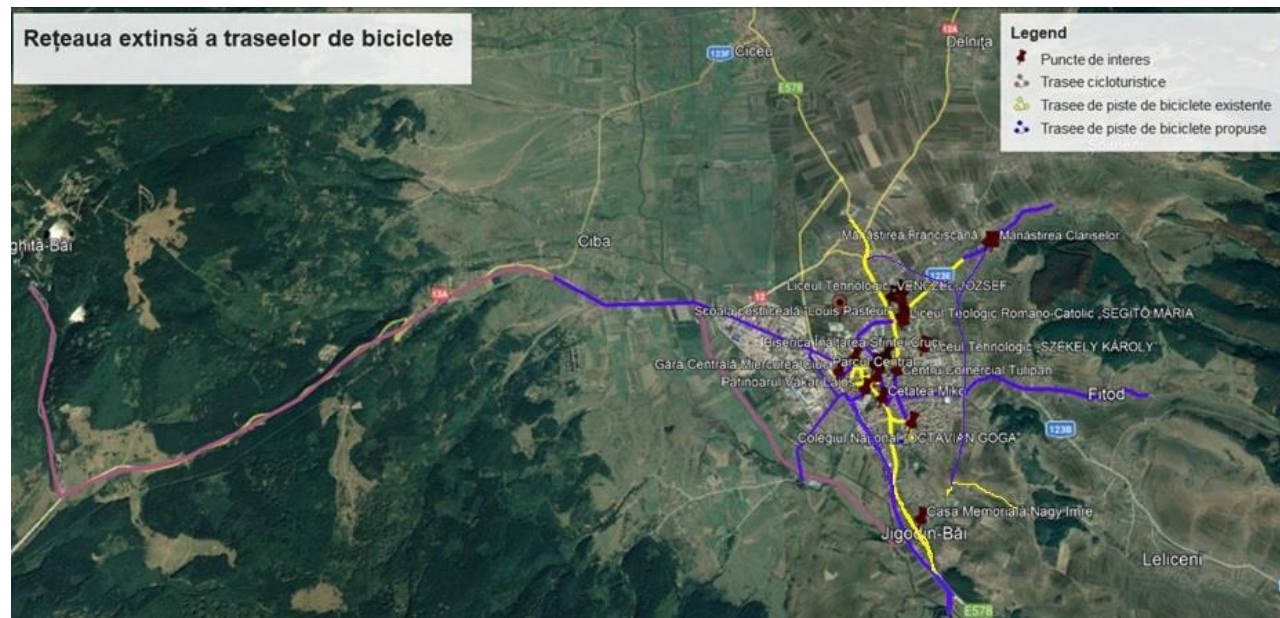 Rețeaua extinsă a traseelor de biciclete
Legend
Puncte de interes
Trasee cicloturistice
Trasee de piste de biciclete existente
Trasee de piste de biciclete propuse
123F
Ciceu
13A
Delnița
E578
ghita-Băi
Ciba
Mănăstirea Franciscană
Mănăstirea Clariselor
123E
13A
12
Liceul Tehnologic „VENCZEL JÓZSEF"
Școala postliceală "Louis Pasteur"
Liceul Teologic Romano-Catolic „SEGÍTŐ MÁRIA"
Biserica Înălțarea Sfintei Cruci
Liceul Tehnologic „SZÉKELY KÁROLY"
Gara Centrală Miercurea Ciuc
Parcul Central
Centru Comercial Tulipan
Patinoarul Vákár Lajos
Cetatea Mikó
Fitod
123B
Colegiul Național "OCTAVIAN GOGA"
Casa Memorială Nagy Imre
Jigodin-Băi
Leliceni
E578